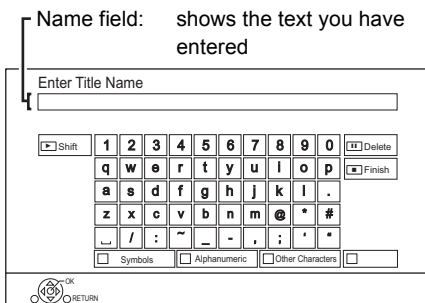 Name field: shows the text you have
entered
Enter Title Name
Shift 1 2 3 4 5 6 7 8 9 0 Delete
q w e r t y u i o p Finish
a s d f g h j k l .
z x c v b n m @ * #
⎵ / : ~ _ - , ; ' "
Symbols Alphanumeric Other Characters
OK
RETURN